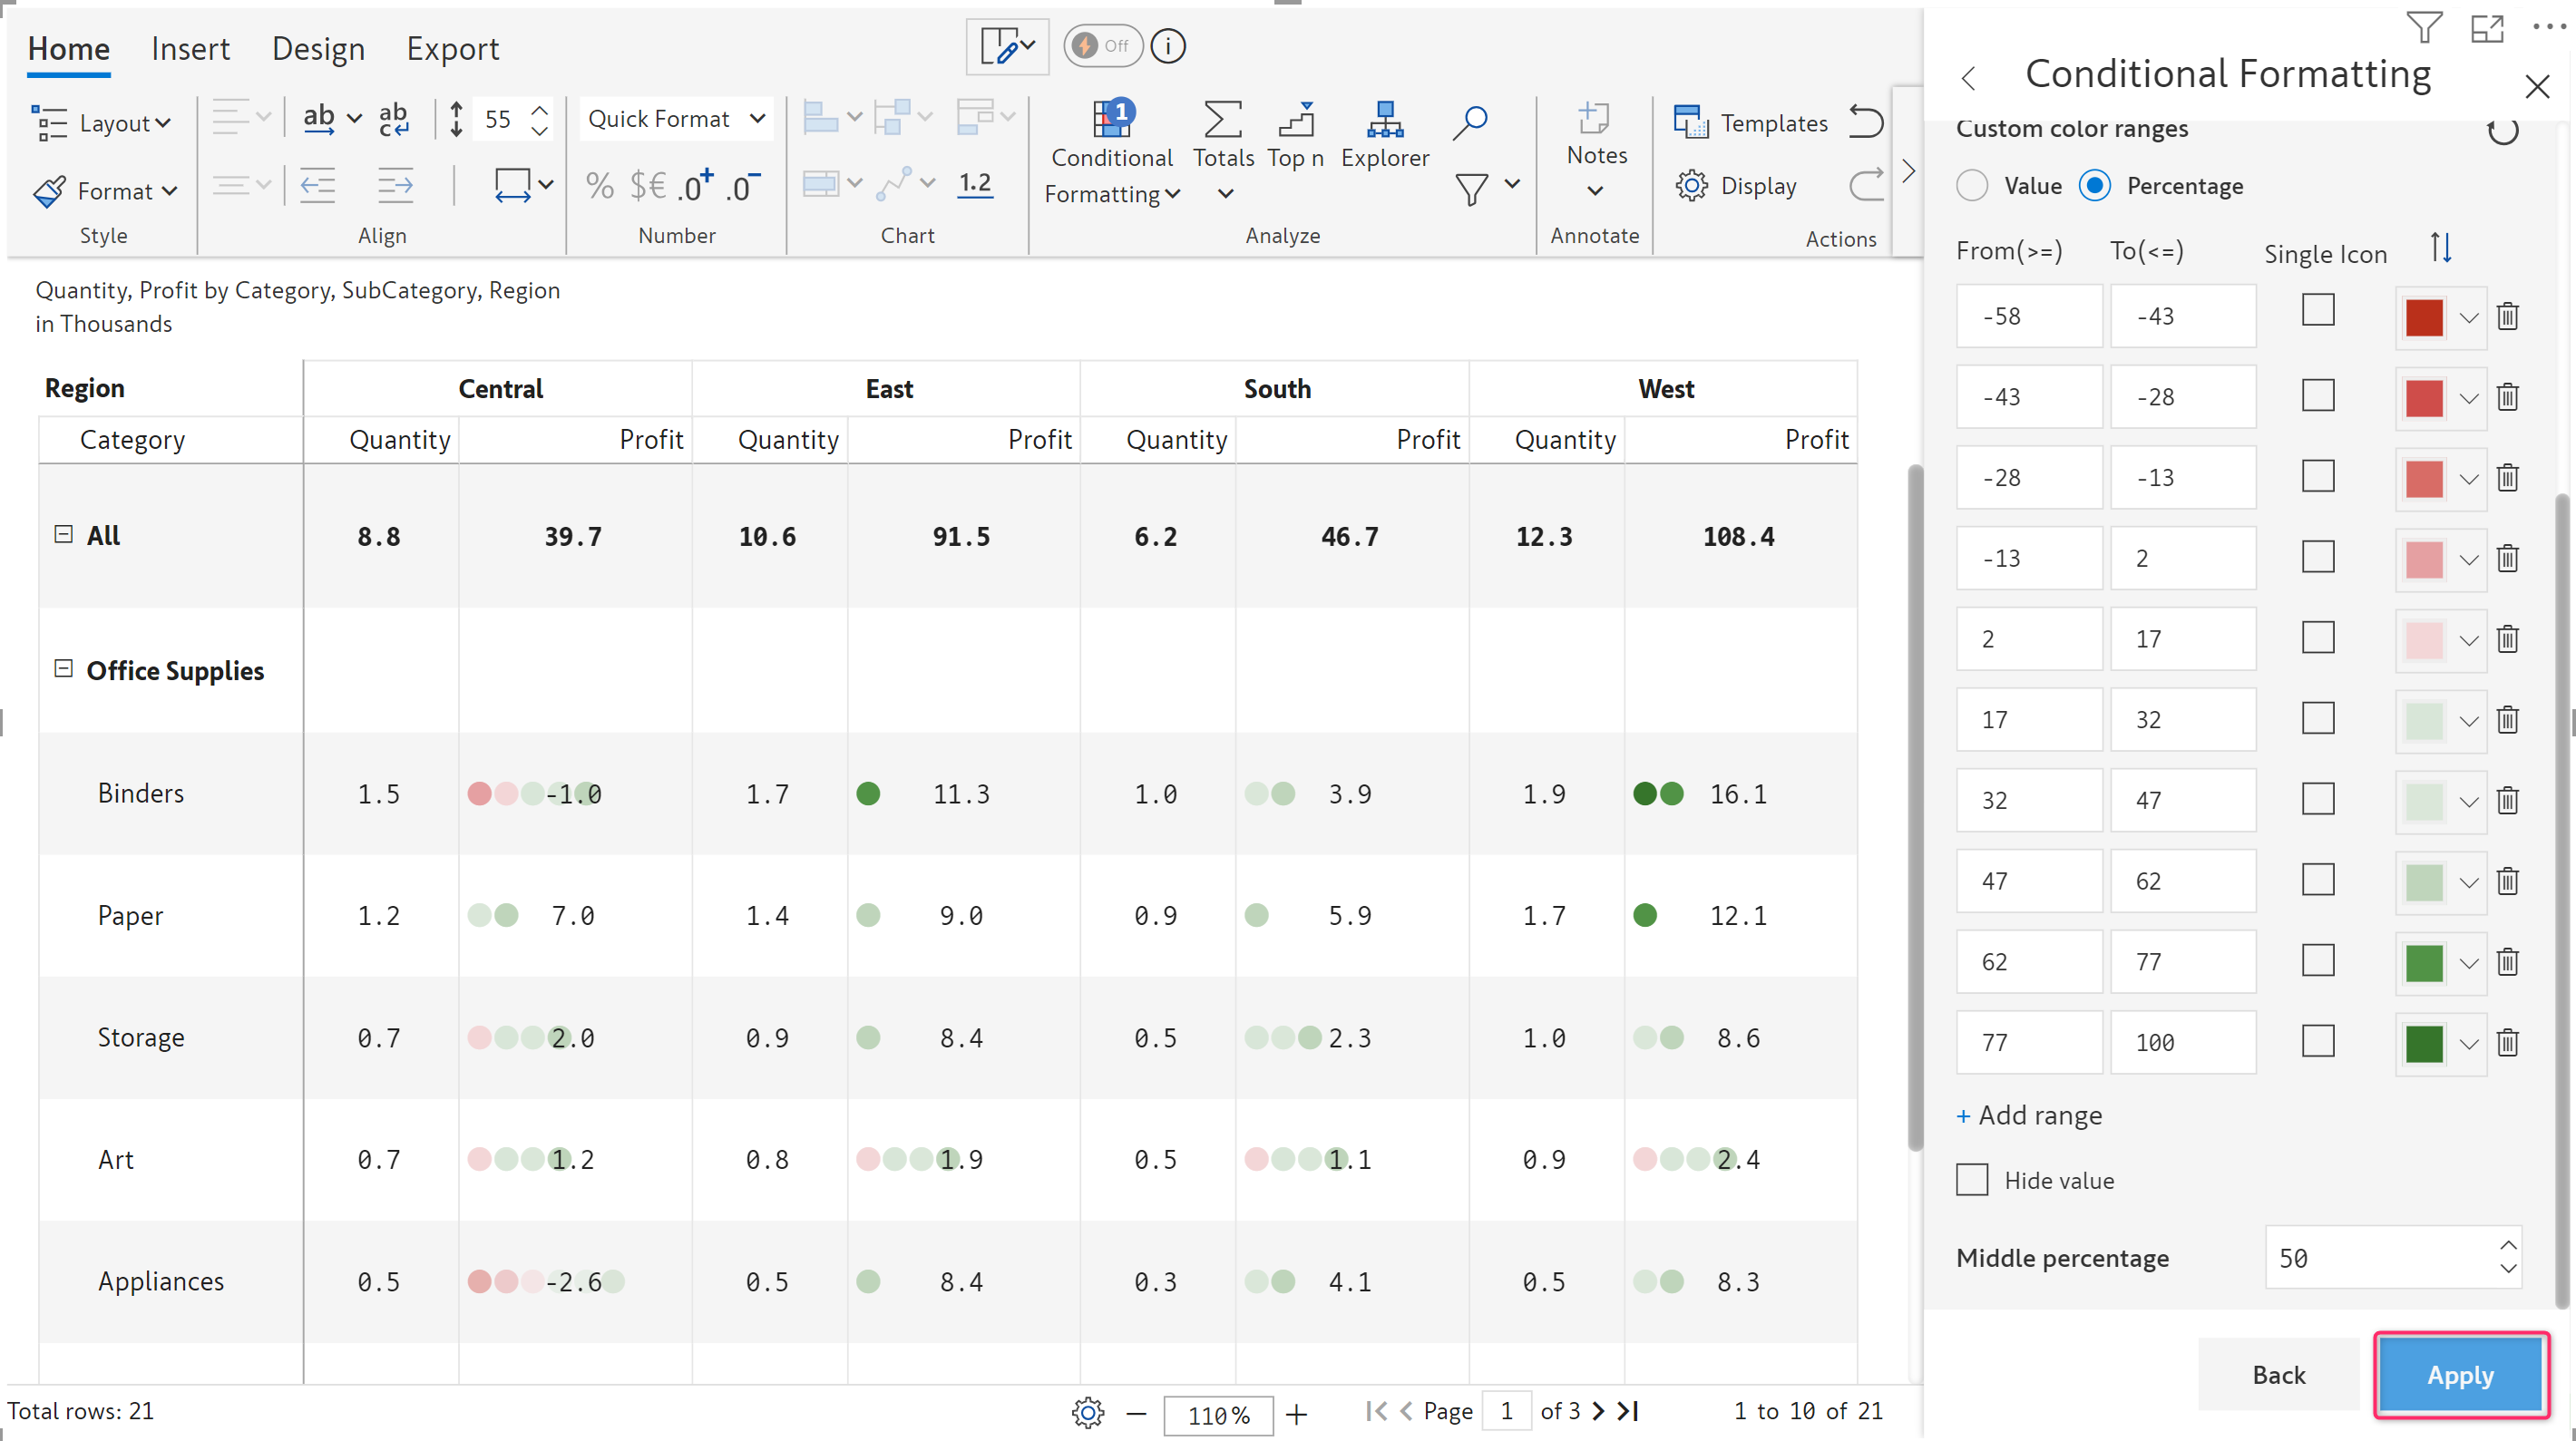 Home Insert Design Export Off i
Layout ab ab c 55 Quick Format 1 Conditional Formatting Totals Top n Explorer Notes Templates
Format % $€ .0+ .0- 1.2 Display
Style Align Number Chart Analyze Annotate Actions
Quantity, Profit by Category, SubCategory, Region
in Thousands
Region Central East South West
Category Quantity Profit Quantity Profit Quantity Profit Quantity Profit
All 8.8 39.7 10.6 91.5 6.2 46.7 12.3 108.4
Office Supplies
Binders 1.5 -1.0 1.7 11.3 1.0 3.9 1.9 16.1
Paper 1.2 7.0 1.4 9.0 0.9 5.9 1.7 12.1
Storage 0.7 2.0 0.9 8.4 0.5 2.3 1.0 8.6
Art 0.7 1.2 0.8 1.9 0.5 1.1 0.9 2.4
Appliances 0.5 -2.6 0.5 8.4 0.3 4.1 0.5 8.3
Total rows: 21 110% Page 1 of 3 1 to 10 of 21
Conditional Formatting
Custom color ranges
Value Percentage
From(>=) To(<=) Single Icon
-58 -43
-43 -28
-28 -13
-13 2
2 17
17 32
32 47
47 62
62 77
77 100
+ Add range
Hide value
Middle percentage 50
Back Apply